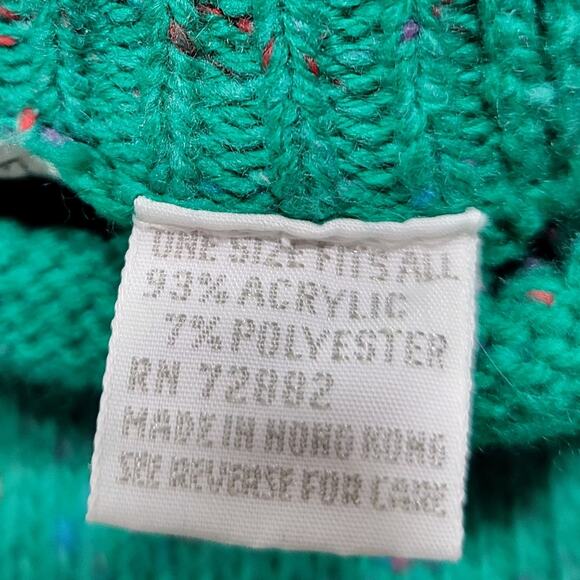 ONE SIZE FITS ALL
93% ACRYLIC
7% POLYESTER
RN 72882
MADE IN HONG KONG
SEE REVERSE FOR CARE